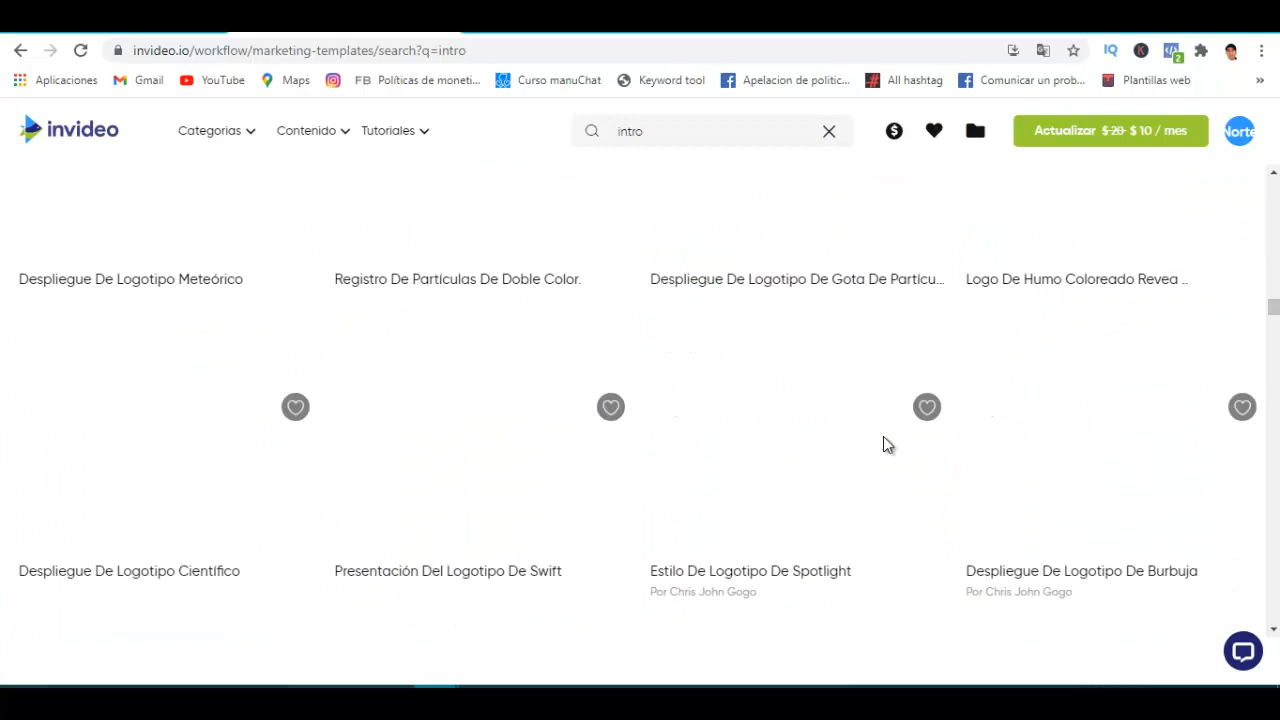 invideo.io/workflow/marketing-templates/search?q=intro
Aplicaciones Gmail YouTube Maps FB Políticas de moneti... Curso manuChat Keyword tool Apelacion de politic... All hashtag Comunicar un prob... Plantillas web »
invideo Categorias Contenido Tutoriales intro Actualizar $ 20 $ 10 / mes Norte
Despliegue De Logotipo Meteórico Registro De Partículas De Doble Color. Despliegue De Logotipo De Gota De Partícu... Logo De Humo Coloreado Revea ..
Despliegue De Logotipo Científico Presentación Del Logotipo De Swift Estilo De Logotipo De Spotlight Despliegue De Logotipo De Burbuja
Por Chris John Gogo Por Chris John Gogo